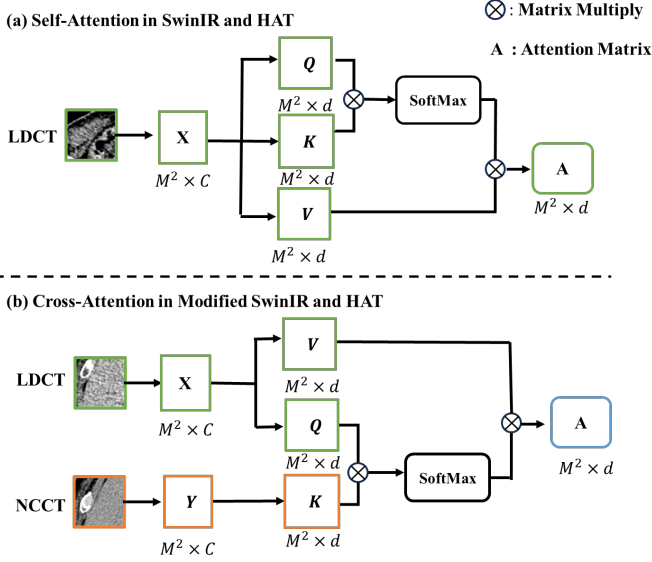 (a) Self-Attention in SwinIR and HAT
⊗ : Matrix Multiply
A : Attention Matrix
LDCT
X
M² × C
Q
M² × d
K
M² × d
V
M² × d
⊗
SoftMax
⊗
A
M² × d
(b) Cross-Attention in Modified SwinIR and HAT
LDCT
X
M² × C
V
M² × d
Q
M² × d
NCCT
Y
M² × C
K
M² × d
⊗
SoftMax
⊗
A
M² × d